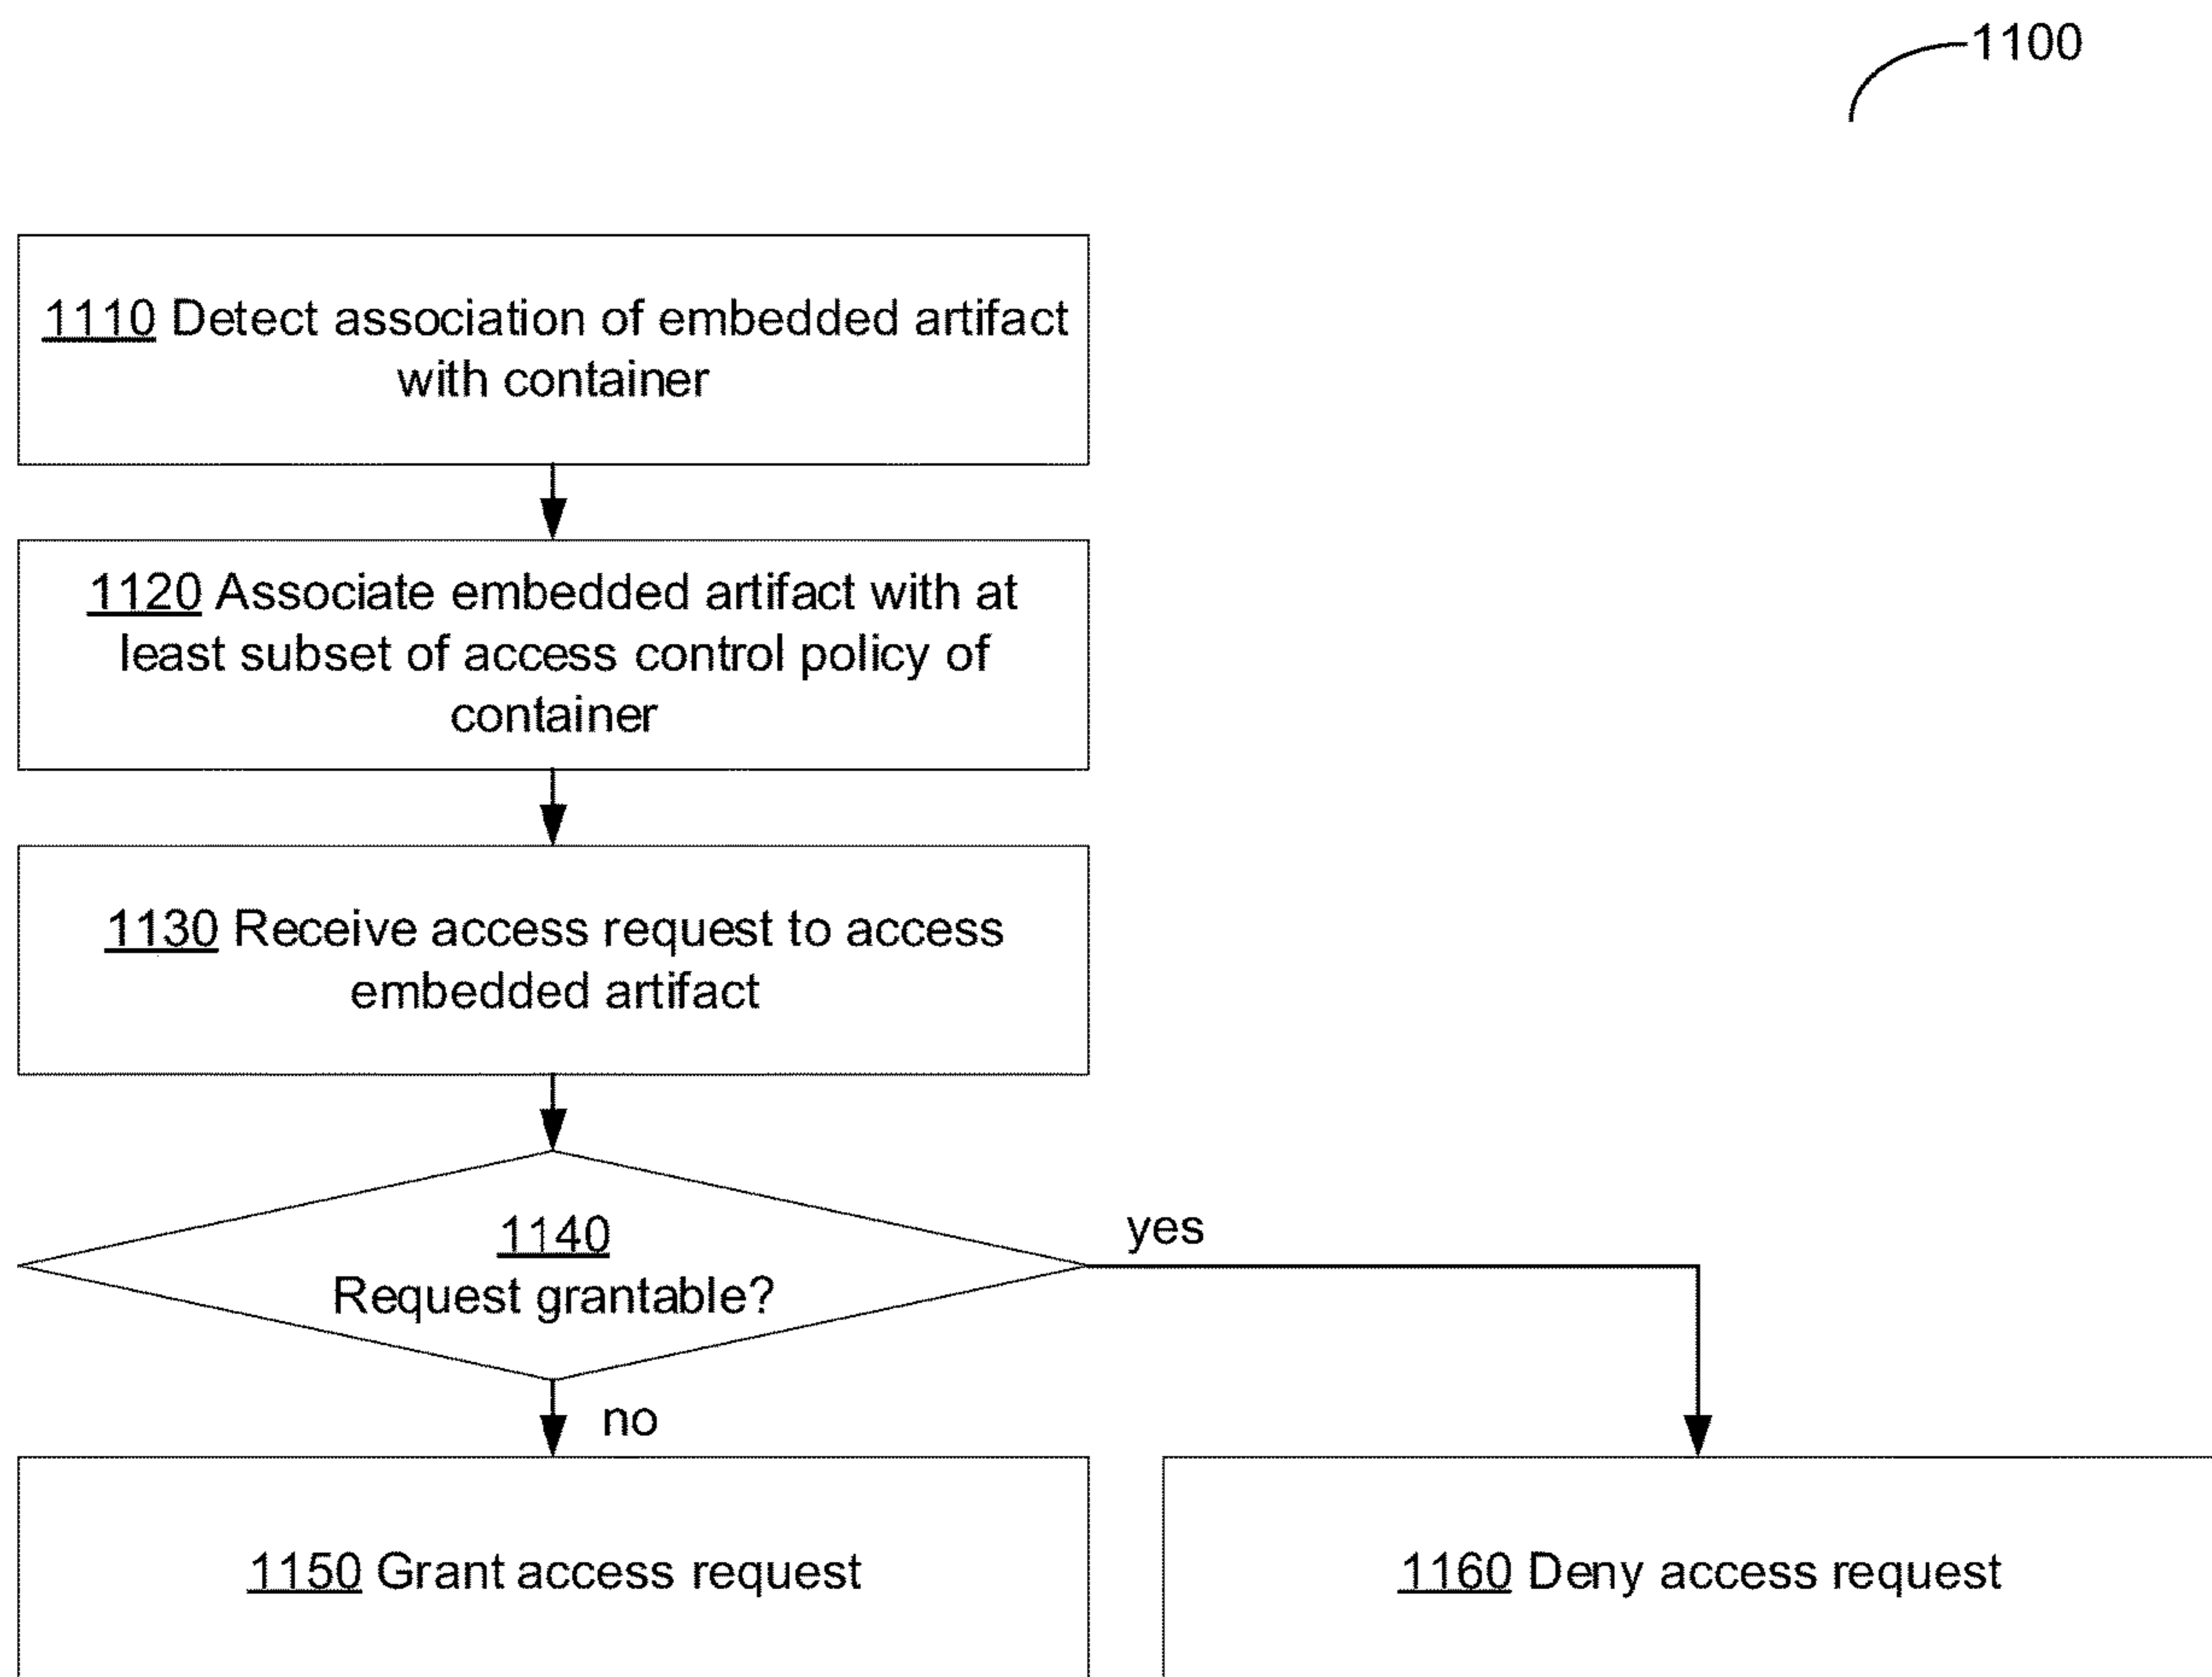 1100
1110 Detect association of embedded artifact
with container
1120 Associate embedded artifact with at
least subset of access control policy of
container
1130 Receive access request to access
embedded artifact
1140
Request grantable?
yes
no
1150 Grant access request
1160 Deny access request